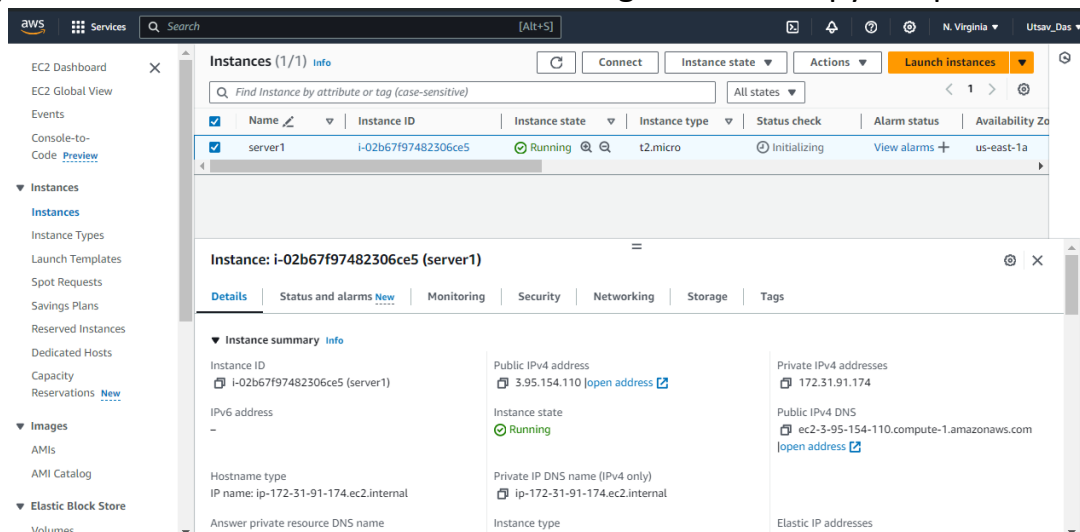 aws Services Search [Alt+S] N. Virginia Utsav_Das
EC2 Dashboard
EC2 Global View
Events
Console-to-
Code Preview
Instances
Instances
Instance Types
Launch Templates
Spot Requests
Savings Plans
Reserved Instances
Dedicated Hosts
Capacity
Reservations New
Images
AMIs
AMI Catalog
Elastic Block Store
Volumes
Instances (1/1) Info Connect Instance state Actions Launch instances
Find Instance by attribute or tag (case-sensitive) All states 1
Name Instance ID Instance state Instance type Status check Alarm status Availability Zo
server1 i-02b67f97482306ce5 Running t2.micro Initializing View alarms + us-east-1a
Instance: i-02b67f97482306ce5 (server1)
Details Status and alarms New Monitoring Security Networking Storage Tags
Instance summary Info
Instance ID Public IPv4 address Private IPv4 addresses
i-02b67f97482306ce5 (server1) 3.95.154.110 |open address 172.31.91.174
IPv6 address Instance state Public IPv4 DNS
– Running ec2-3-95-154-110.compute-1.amazonaws.com
|open address
Hostname type Private IP DNS name (IPv4 only)
IP name: ip-172-31-91-174.ec2.internal ip-172-31-91-174.ec2.internal
Answer private resource DNS name Instance type Elastic IP addresses